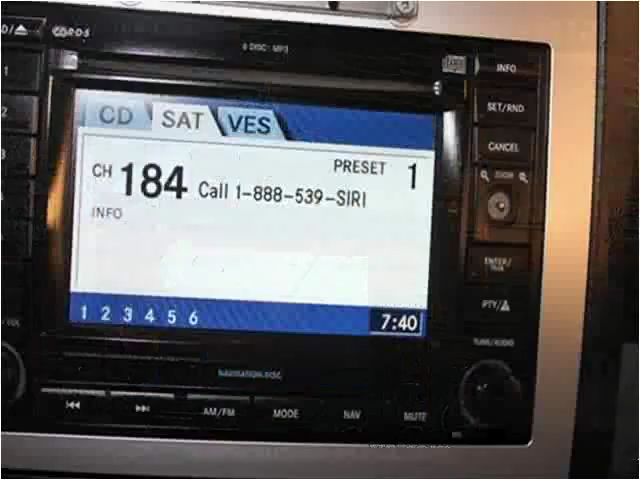 6 DISC MP3
INFO
1
SET/RND
2
CD SAT VES
CANCEL
PRESET 1
CH 184 Call 1-888-539-SIRI
ZOOM
INFO
ENTER/
PTY/
1 2 3 4 5 6 7:40
TUNE/AUDIO
NAVIGATION DISC
AM/FM MODE NAV MUTE